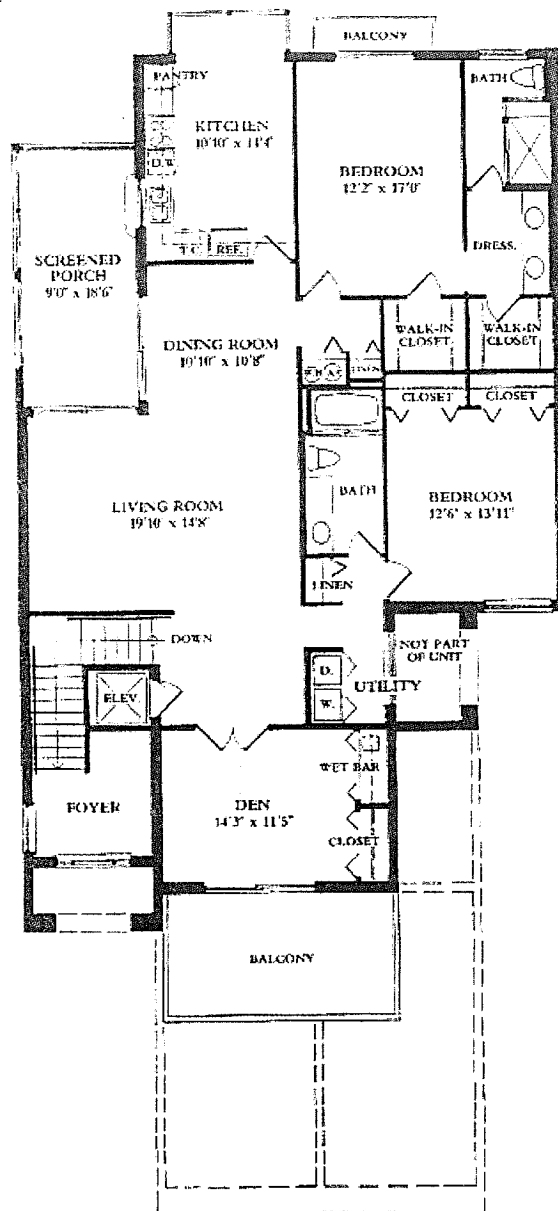 BALCONY
PANTRY
BATH
KITCHEN
10'10" x 11'4"
D.W.
BEDROOM
12'2" x 17'0"
T.C.
REF.
DRESS.
SCREENED
PORCH
9'0" x 18'6"
DINING ROOM
10'10" x 10'8"
WALK-IN
CLOSET
WALK-IN
CLOSET
W.H.
A.C.
LINEN
CLOSET
CLOSET
LIVING ROOM
19'10" x 14'8"
BATH
BEDROOM
12'6" x 13'11"
LINEN
DOWN
NOT PART
OF UNIT
D.
UTILITY
W.
ELEV.
WET BAR
FOYER
DEN
14'3" x 11'5"
CLOSET
BALCONY